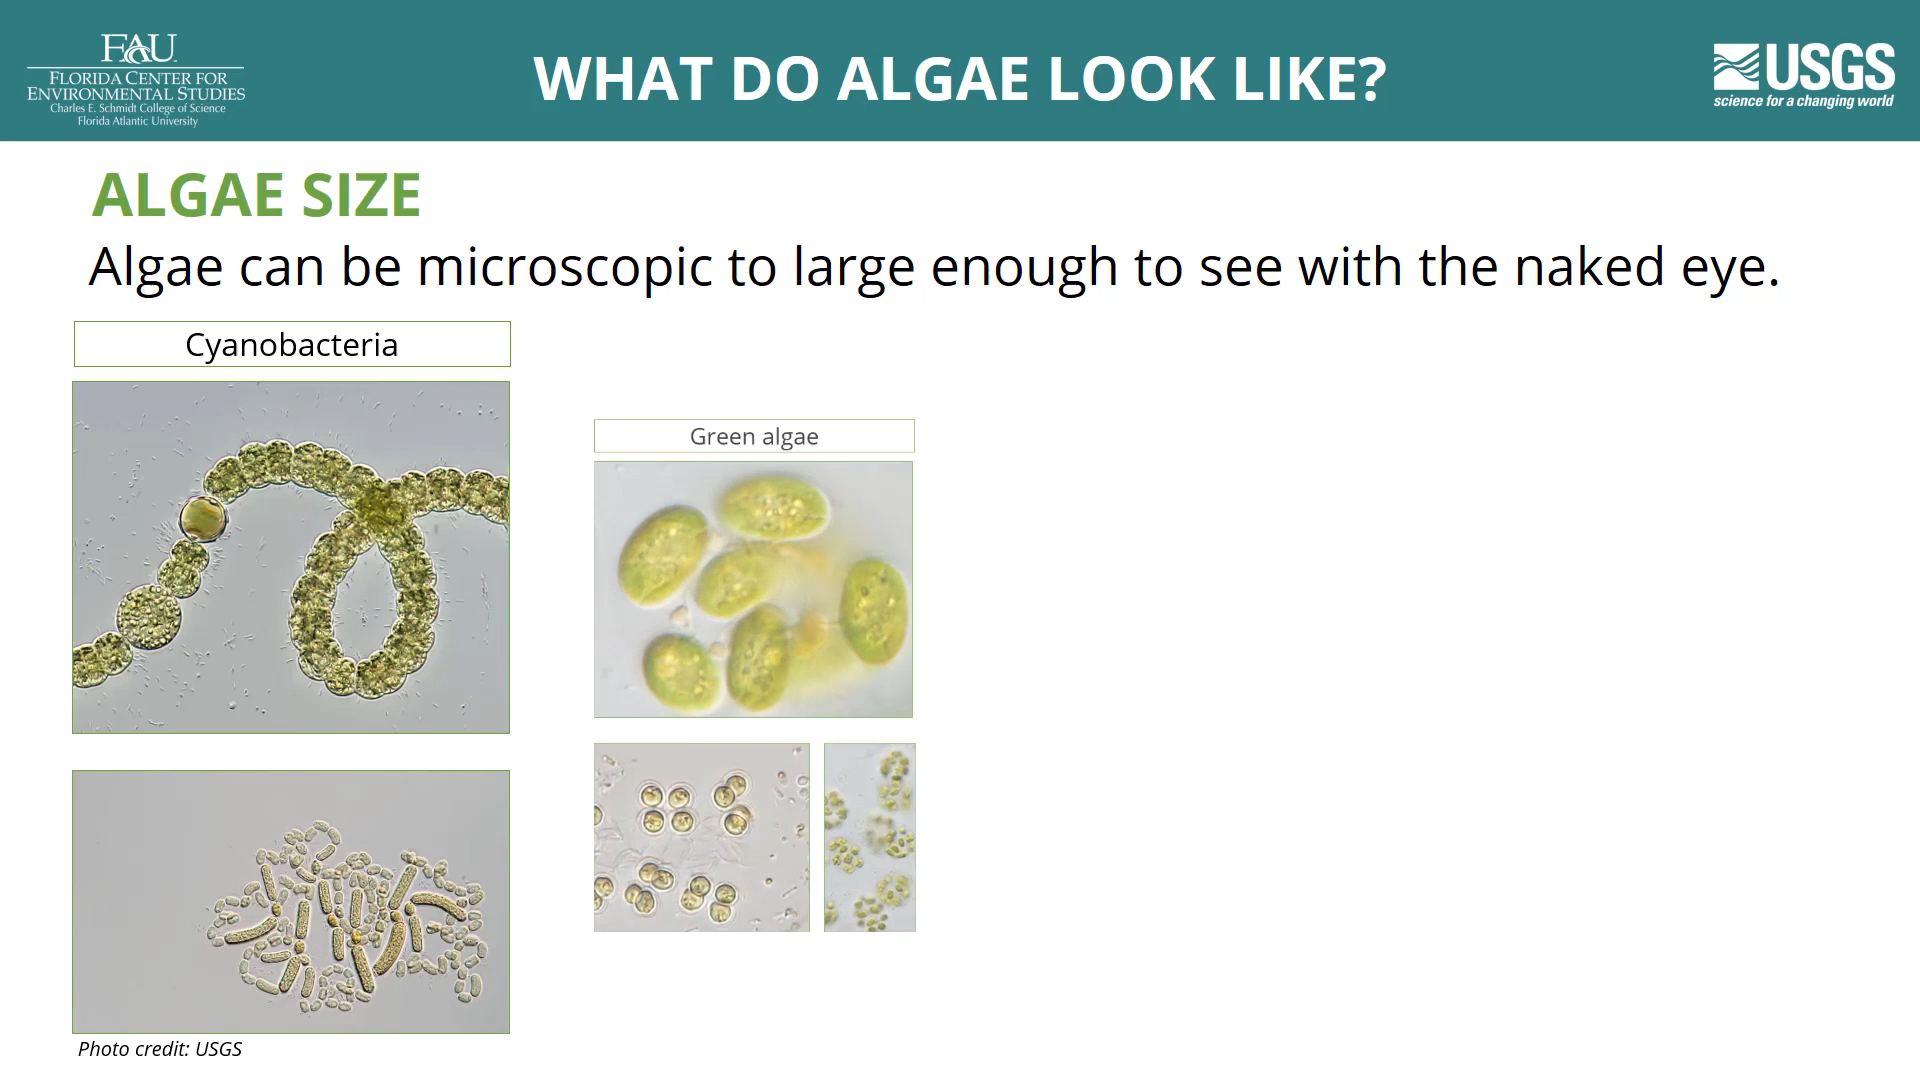 FAU
FLORIDA CENTER FOR
ENVIRONMENTAL STUDIES
Charles E. Schmidt College of Science
Florida Atlantic University
WHAT DO ALGAE LOOK LIKE?
USGS
science for a changing world
ALGAE SIZE
Algae can be microscopic to large enough to see with the naked eye.
Cyanobacteria
Green algae
Photo credit: USGS